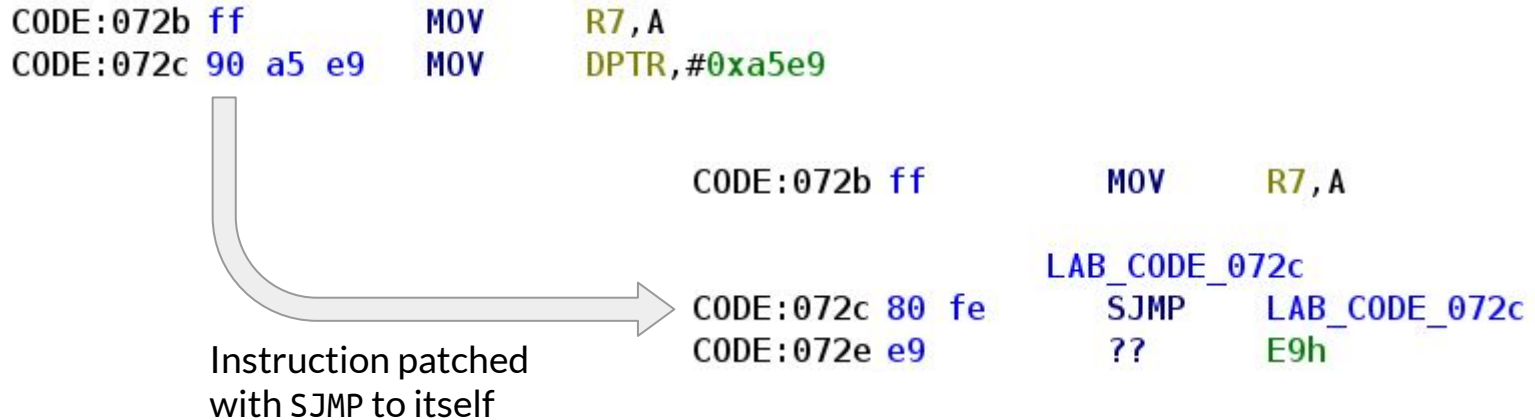 CODE:072b ff MOV R7,A
CODE:072c 90 a5 e9 MOV DPTR,#0xa5e9
CODE:072b ff MOV R7,A
LAB_CODE_072c
CODE:072c 80 fe SJMP LAB_CODE_072c
CODE:072e e9 ?? E9h
Instruction patched
with SJMP to itself